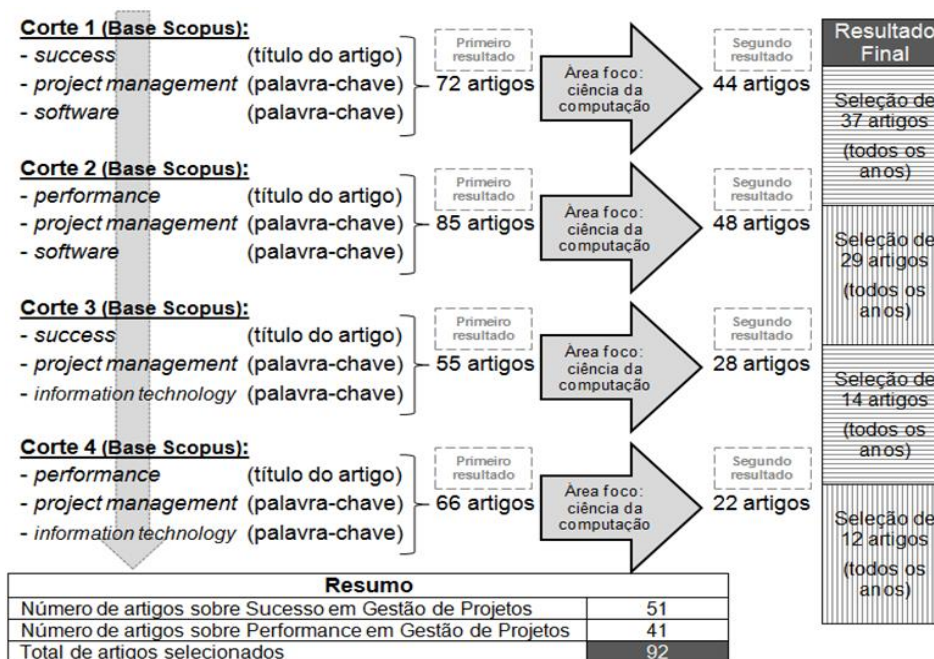 Corte 1 (Base Scopus):
- success (título do artigo)
- project management (palavra-chave)
- software (palavra-chave)
Primeiro
resultado
72 artigos
Àrea foco:
ciência da
computação
Segundo
resultado
44 artigos
Corte 2 (Base Scopus):
- performance (título do artigo)
- project management (palavra-chave)
- software (palavra-chave)
Primeiro
resultado
85 artigos
Àrea foco:
ciência da
computação
Segundo
resultado
48 artigos
Corte 3 (Base Scopus):
- success (título do artigo)
- project management (palavra-chave)
- information technology (palavra-chave)
Primeiro
resultado
55 artigos
Àrea foco:
ciência da
computação
Segundo
resultado
28 artigos
Corte 4 (Base Scopus):
- performance (título do artigo)
- project management (palavra-chave)
- information technology (palavra-chave)
Primeiro
resultado
66 artigos
Àrea foco:
ciência da
computação
Segundo
resultado
22 artigos
Resultado
Final
Seleção de
37 artigos
(todos os
anos)
Seleção de
29 artigos
(todos os
anos)
Seleção de
14 artigos
(todos os
anos)
Seleção de
12 artigos
(todos os
anos)
Resumo
Número de artigos sobre Sucesso em Gestão de Projetos 51
Número de artigos sobre Performance em Gestão de Projetos 41
Total de artigos selecionados 92